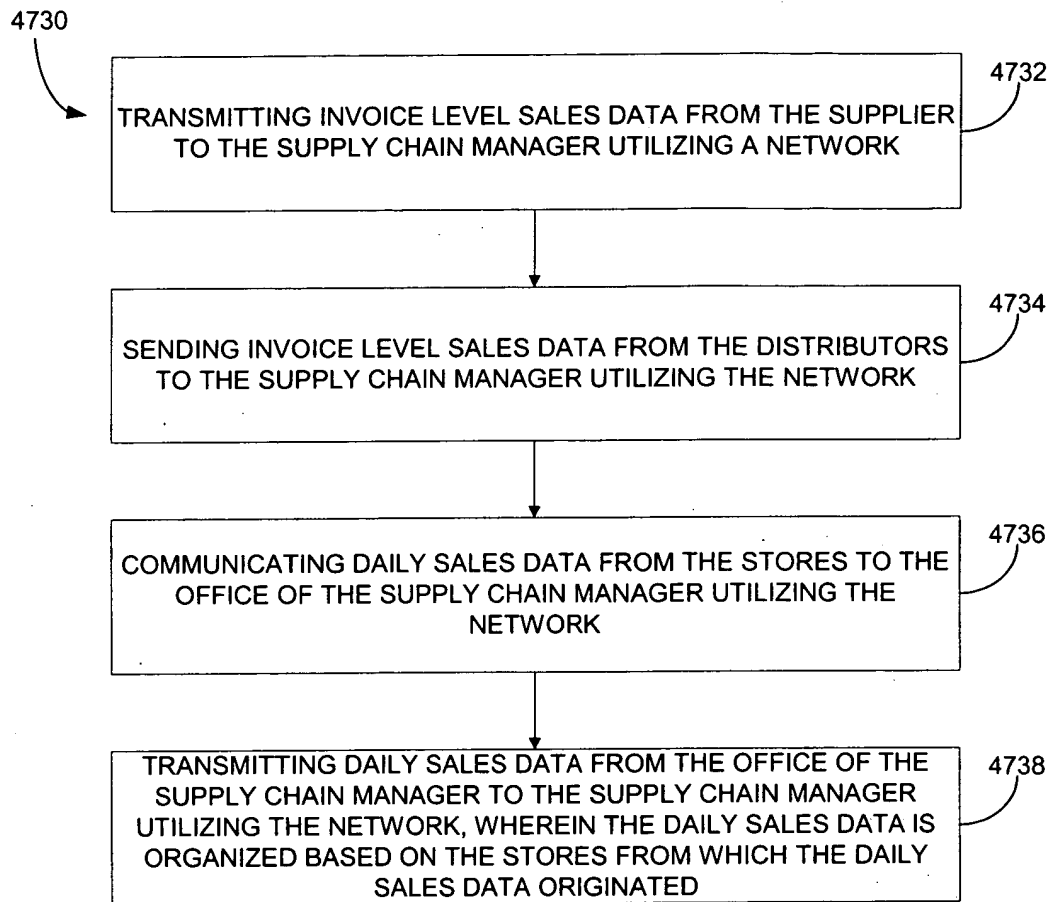 4730
4732
TRANSMITTING INVOICE LEVEL SALES DATA FROM THE SUPPLIER
TO THE SUPPLY CHAIN MANAGER UTILIZING A NETWORK
4734
SENDING INVOICE LEVEL SALES DATA FROM THE DISTRIBUTORS
TO THE SUPPLY CHAIN MANAGER UTILIZING THE NETWORK
4736
COMMUNICATING DAILY SALES DATA FROM THE STORES TO THE
OFFICE OF THE SUPPLY CHAIN MANAGER UTILIZING THE
NETWORK
4738
TRANSMITTING DAILY SALES DATA FROM THE OFFICE OF THE
SUPPLY CHAIN MANAGER TO THE SUPPLY CHAIN MANAGER
UTILIZING THE NETWORK, WHEREIN THE DAILY SALES DATA IS
ORGANIZED BASED ON THE STORES FROM WHICH THE DAILY
SALES DATA ORIGINATED